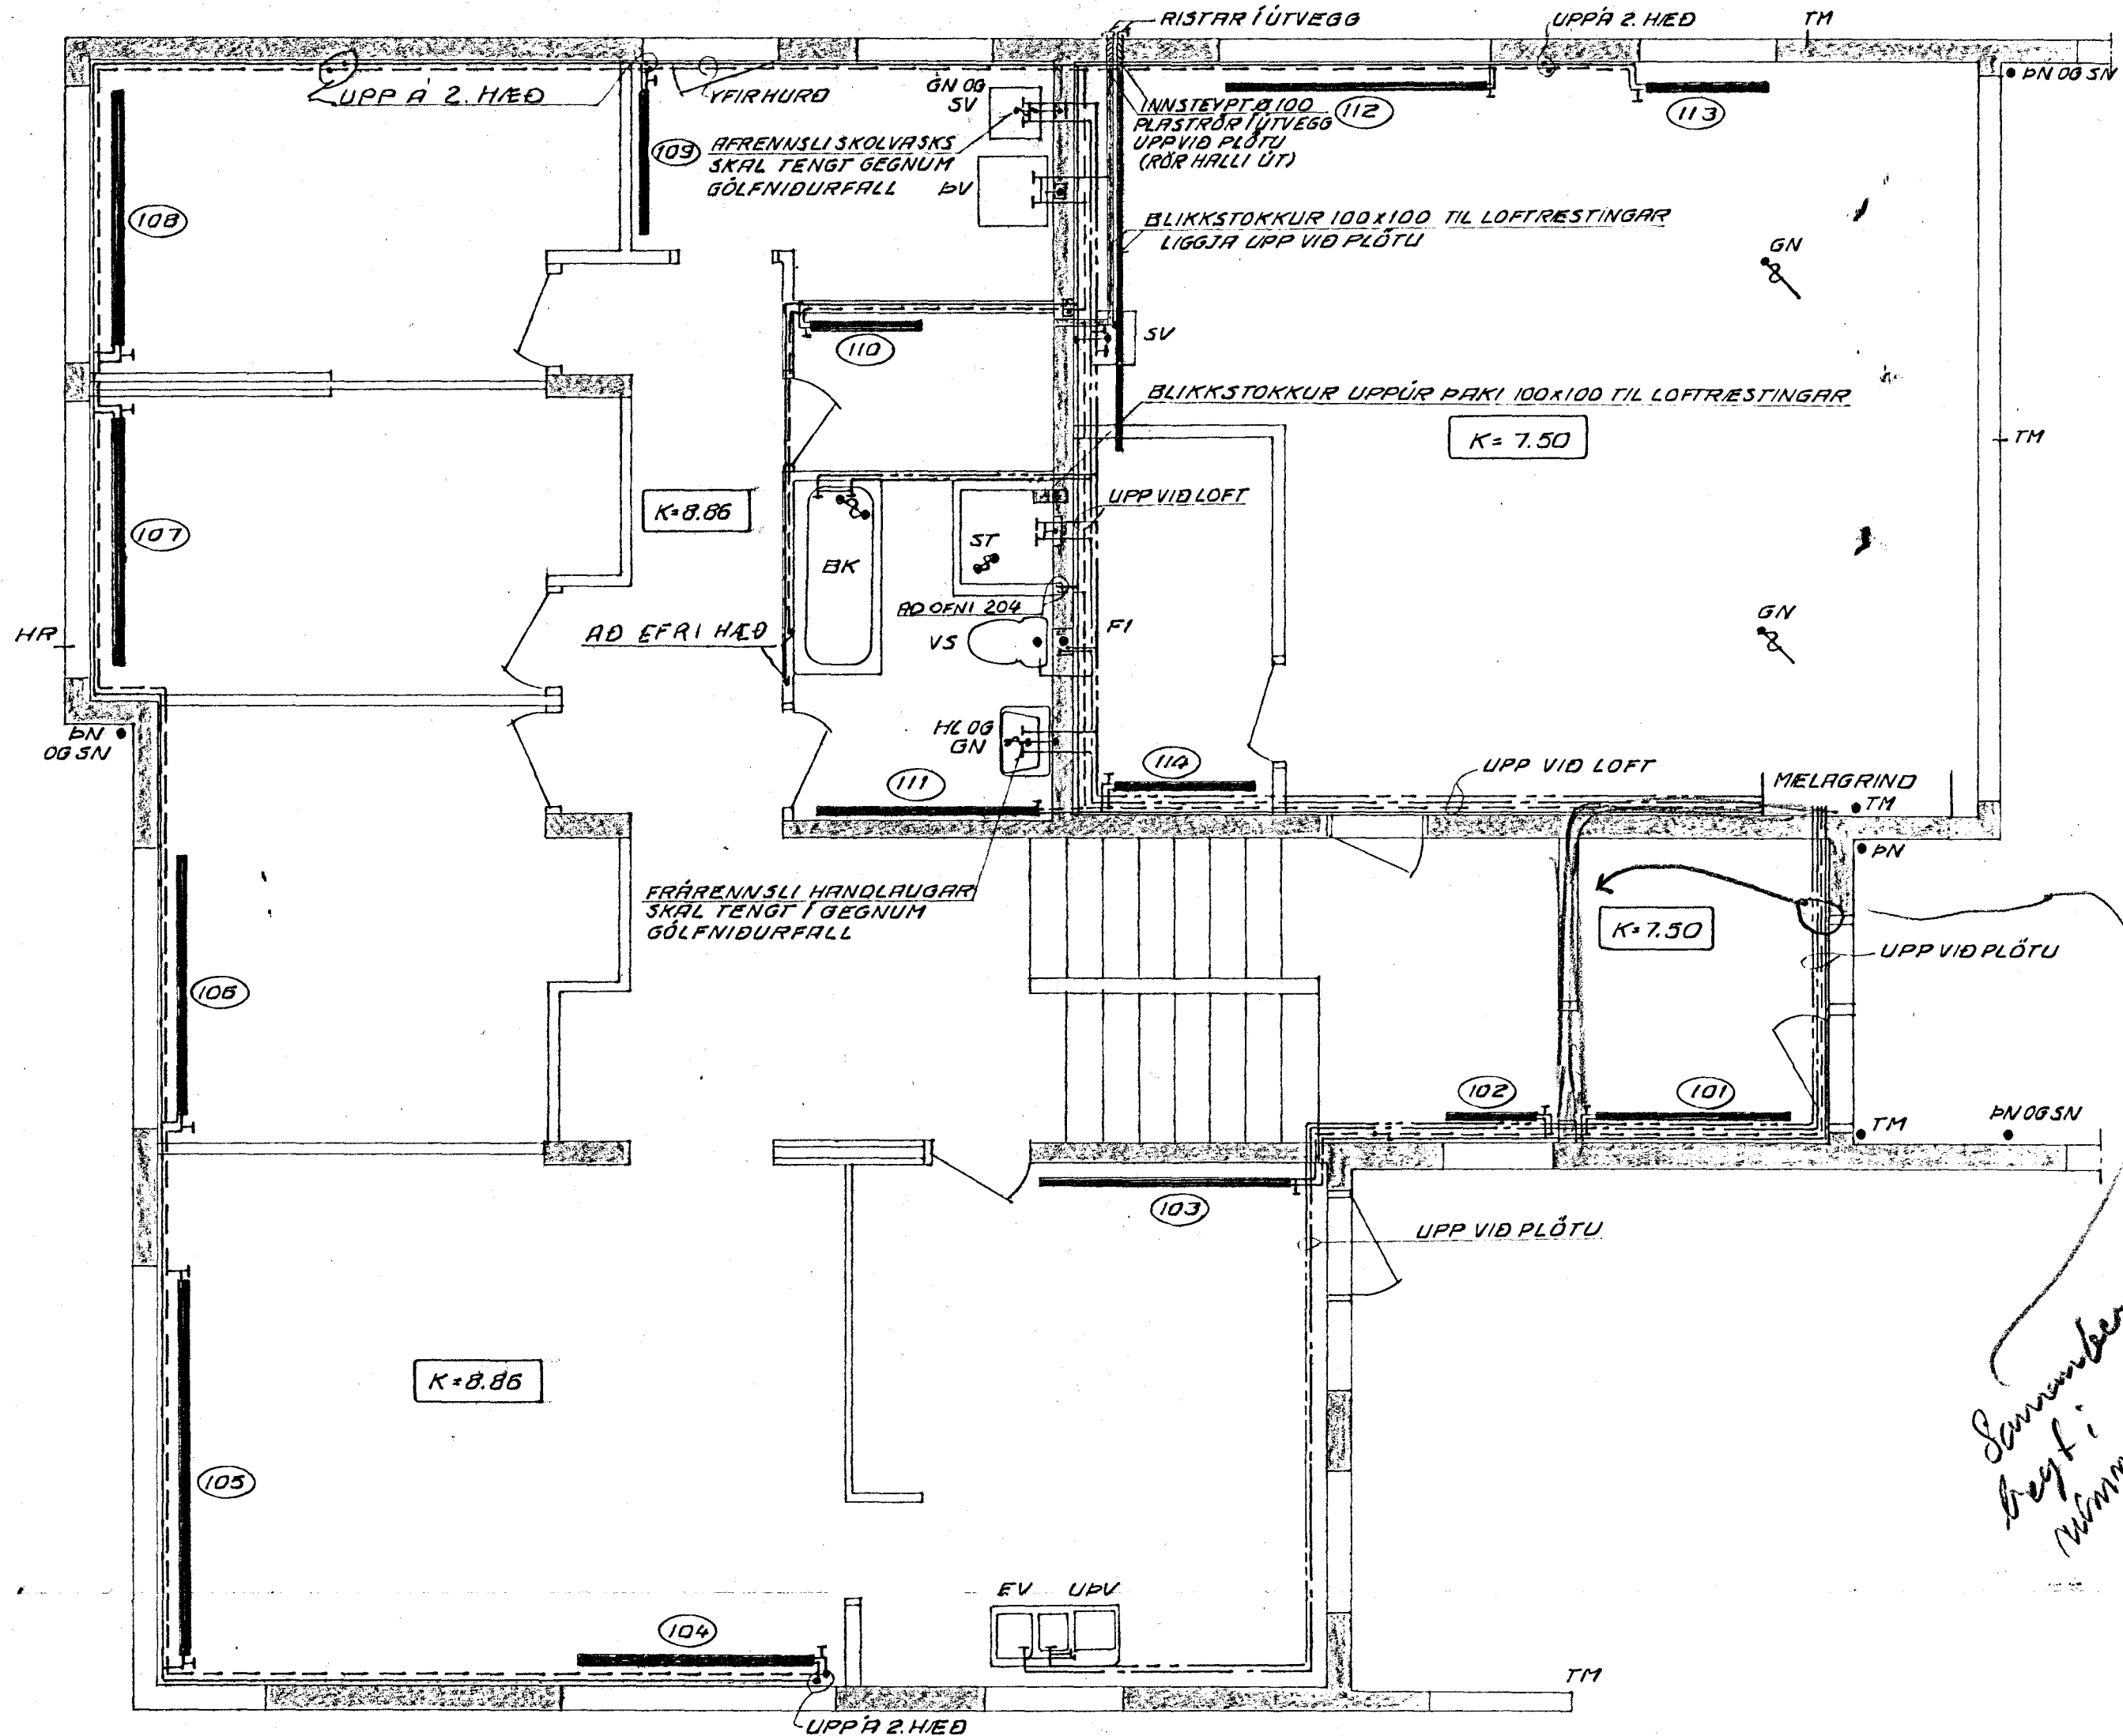 RISTAR Í ÚTVEGG
UPP Á 2. HÆÐ
TM
ÞN OG SN
UPP Á 2. HÆÐ
YFIR HURÐ
GN OG
SV
INNSTEYPT Ø 100
PLASTRÖR Í ÚTVEGG
UPP VIÐ PLÖTU
(RÖR HALLI ÚT)
112
113
109
AFRENNSLI SKOLVASKS
SKAL TENGT GEGNUM
GÓLFNIÐURFALL
ÞV
108
BLIKKSTOKKUR 100x100 TIL LOFTRÆSTINGAR
LIGGJA UPP VIÐ PLÖTU
GN
110
SV
BLIKKSTOKKUR UPPÚR ÞAKI 100x100 TIL LOFTRÆSTINGAR
K= 7.50
TM
107
K=8.86
UPP VIÐ LOFT
BK
ST
AÐ OFNI 204
HR
AÐ EFRI HÆÐ
VS
FI
GN
ÞN
OG SN
HL OG
GN
111
114
UPP VIÐ LOFT
MÆLAGRIND
TM
ÞN
FRÁRENNSLI HANDLAUGAR
SKAL TENGT Í GEGNUM
GÓLFNIÐURFALL
K=7.50
UPP VIÐ PLÖTU
106
102
101
TM
ÞN OG SN
103
UPP VIÐ PLÖTU
K=8.86
105
EV UÞV
104
TM
UPP Á 2. HÆÐ